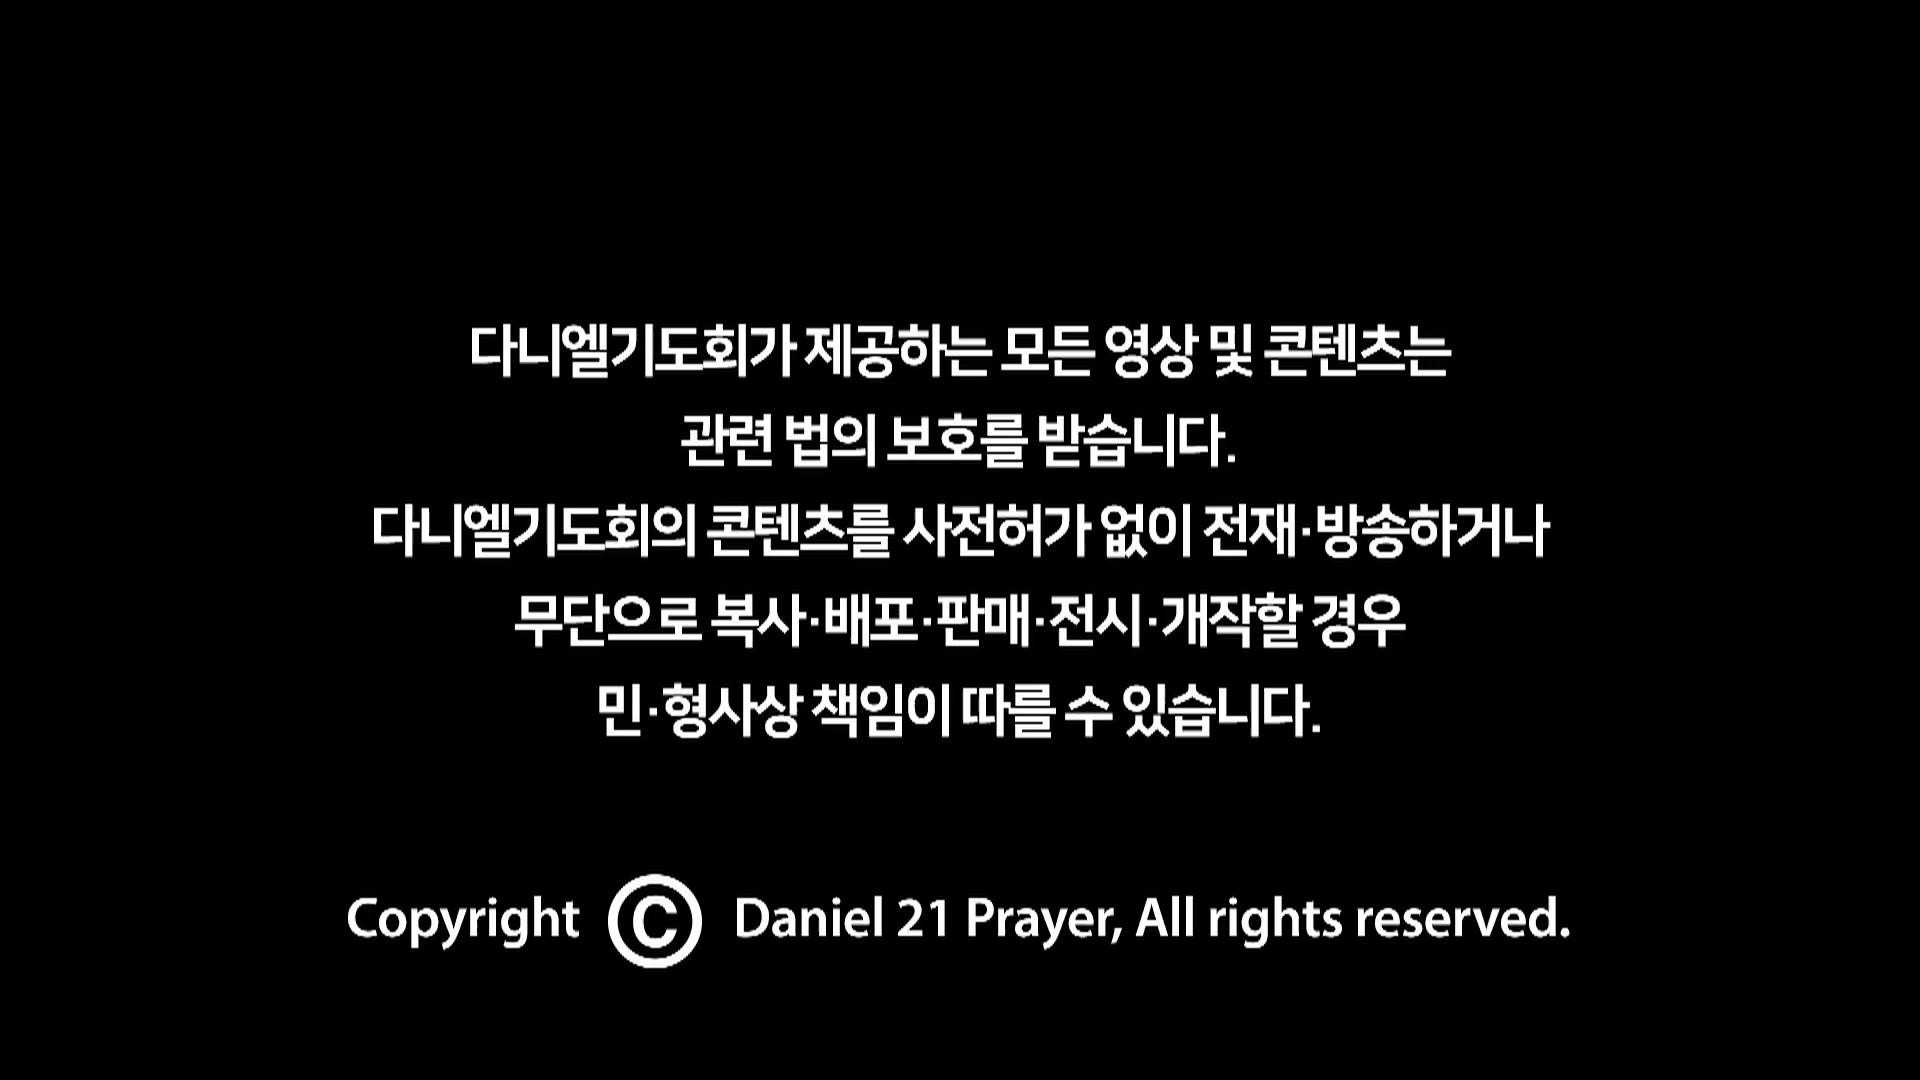 다니엘기도회가 제공하는 모든 영상 및 콘텐츠는
관련 법의 보호를 받습니다.
다니엘기도회의 콘텐츠를 사전허가 없이 전재·방송하거나
무단으로 복사·배포·판매·전시·개작할 경우
민·형사상 책임이 따를 수 있습니다.
Copyright © Daniel 21 Prayer, All rights reserved.